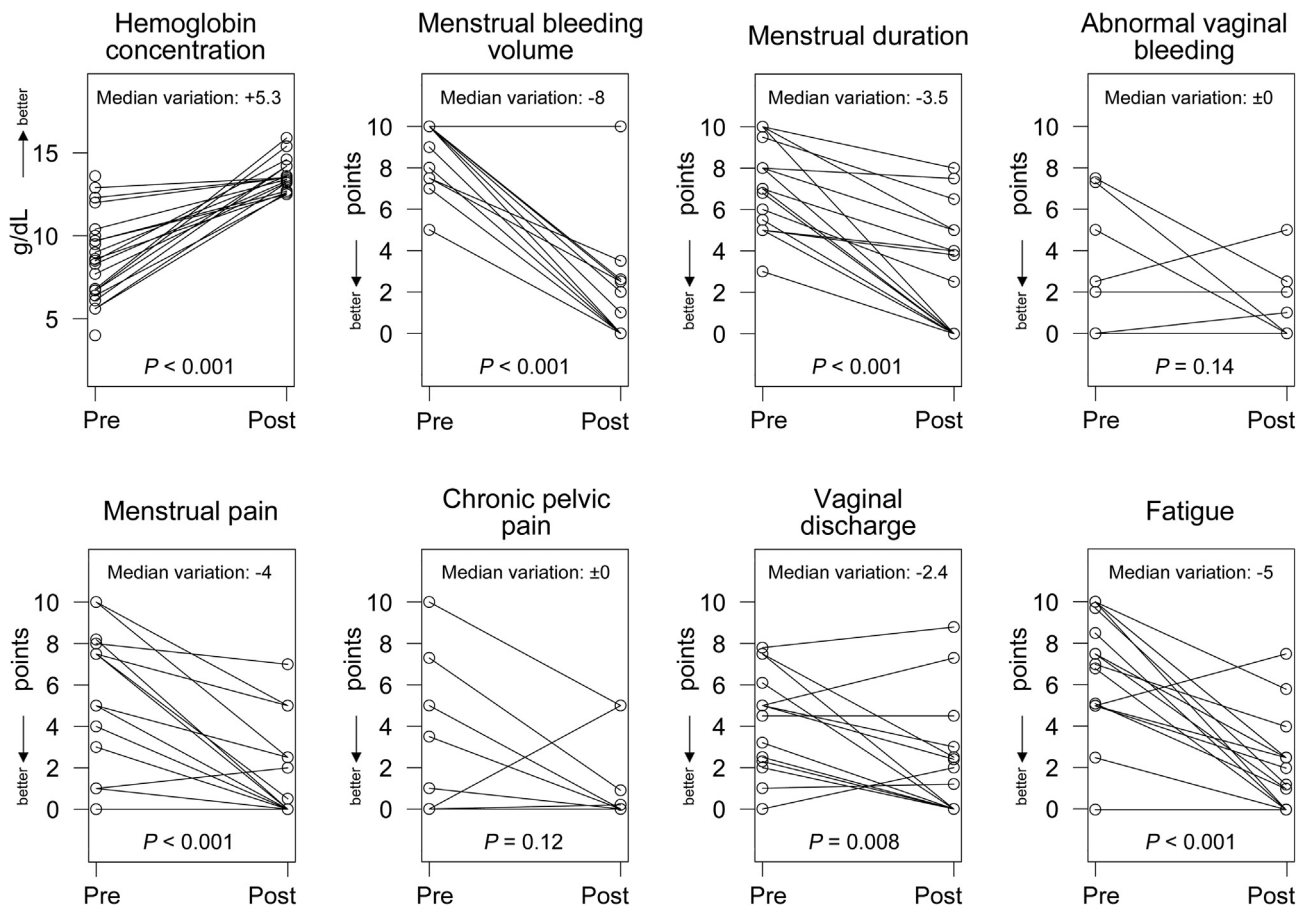 Hemoglobin
concentration
Median variation: +5.3
better
g/dL
15
10
5
P < 0.001
Pre
Post
Menstrual bleeding
volume
Median variation: -8
points
better
10
8
6
4
2
0
P < 0.001
Pre
Post
Menstrual duration
Median variation: -3.5
points
better
10
8
6
4
2
0
P < 0.001
Pre
Post
Abnormal vaginal
bleeding
Median variation: ±0
points
better
10
8
6
4
2
0
P = 0.14
Pre
Post
Menstrual pain
Median variation: -4
points
better
10
8
6
4
2
0
P < 0.001
Pre
Post
Chronic pelvic
pain
Median variation: ±0
points
better
10
8
6
4
2
0
P = 0.12
Pre
Post
Vaginal
discharge
Median variation: -2.4
points
better
10
8
6
4
2
0
P = 0.008
Pre
Post
Fatigue
Median variation: -5
points
better
10
8
6
4
2
0
P < 0.001
Pre
Post